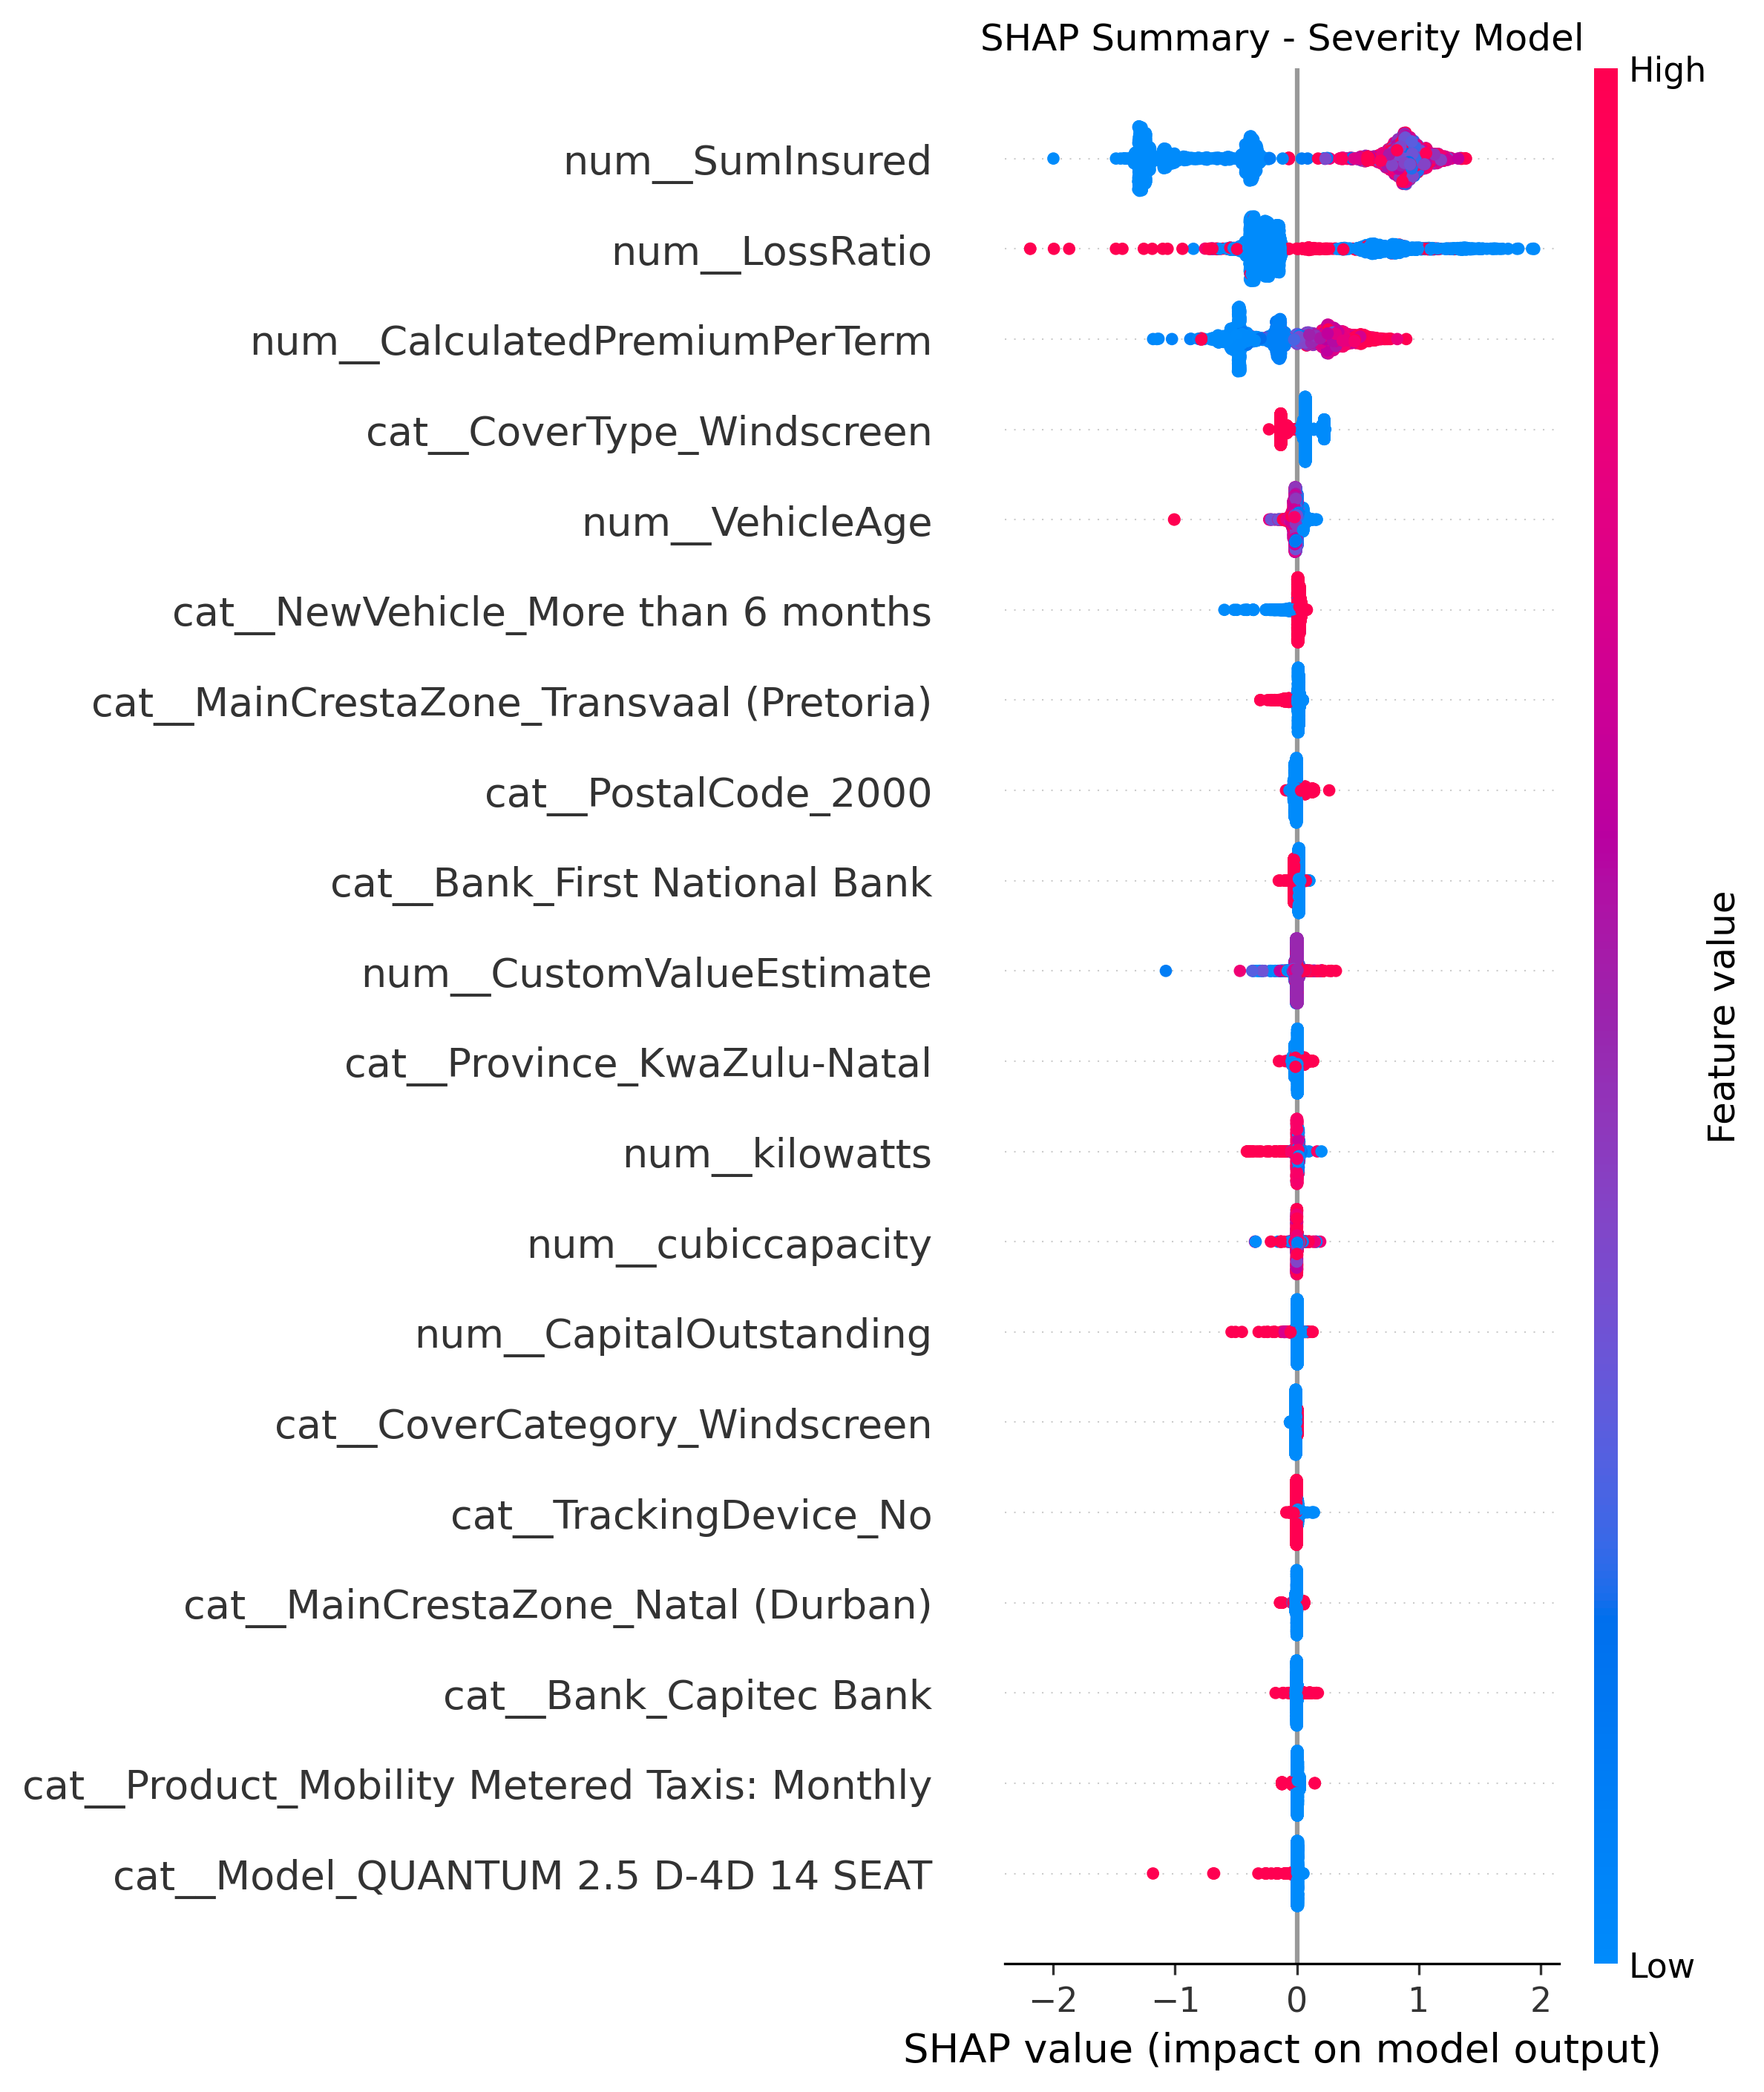 SHAP Summary - Severity Model
High
num__SumInsured
num__LossRatio
num__CalculatedPremiumPerTerm
cat__CoverType_Windscreen
num__VehicleAge
cat__NewVehicle_More than 6 months
cat__MainCrestaZone_Transvaal (Pretoria)
cat__PostalCode_2000
cat__Bank_First National Bank
num__CustomValueEstimate
cat__Province_KwaZulu-Natal
num__kilowatts
num__cubiccapacity
num__CapitalOutstanding
cat__CoverCategory_Windscreen
cat__TrackingDevice_No
cat__MainCrestaZone_Natal (Durban)
cat__Bank_Capitec Bank
cat__Product_Mobility Metered Taxis: Monthly
cat__Model_QUANTUM 2.5 D-4D 14 SEAT
Feature value
Low
−2 −1 0 1 2
SHAP value (impact on model output)